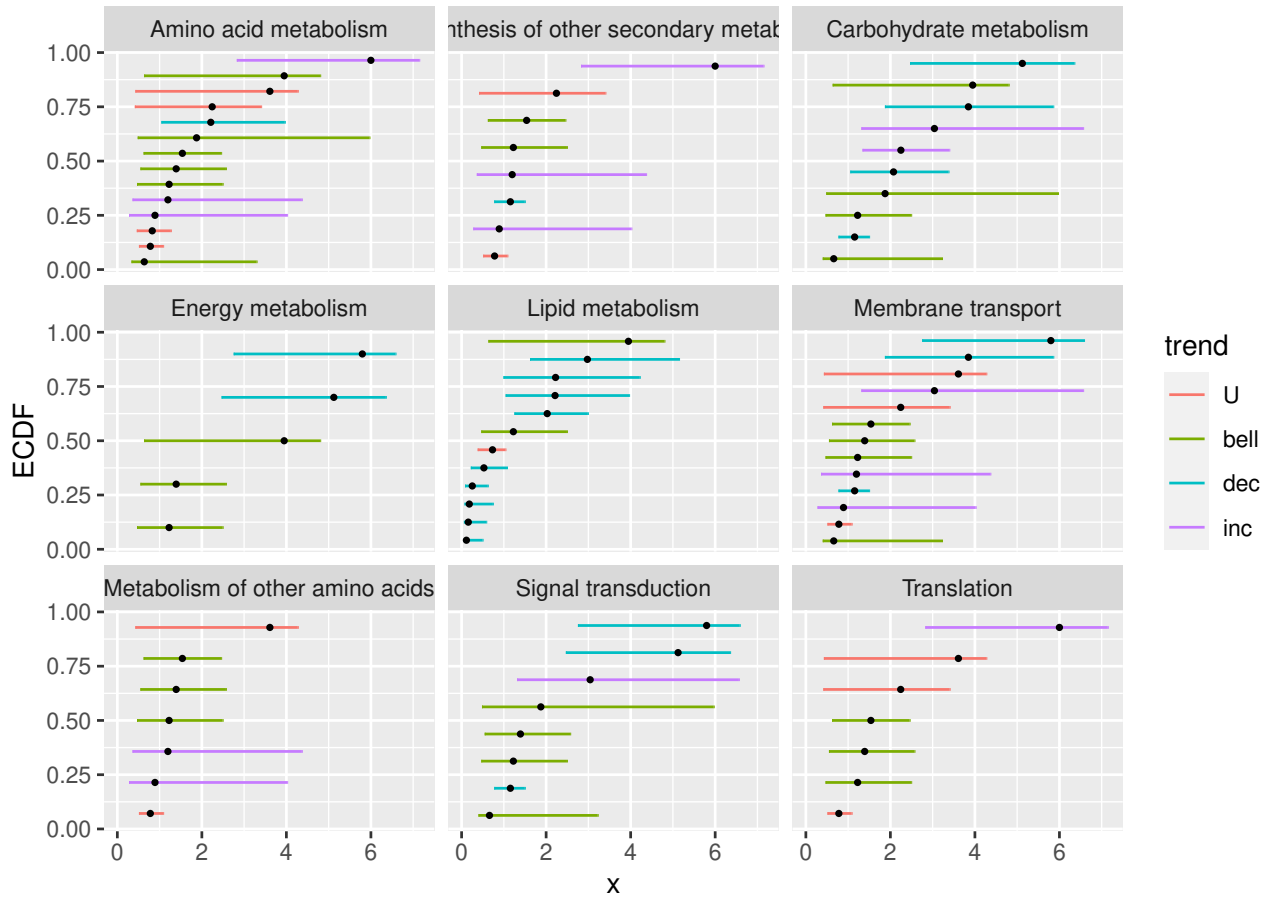 Amino acid metabolism
nthesis of other secondary metab
Carbohydrate metabolism
1.00
0.75
0.50
0.25
0.00
Energy metabolism
Lipid metabolism
Membrane transport
1.00
0.75
0.50
0.25
0.00
ECDF
Metabolism of other amino acids
Signal transduction
Translation
1.00
0.75
0.50
0.25
0.00
0 2 4 6
0 2 4 6
0 2 4 6
x
trend
U
bell
dec
inc